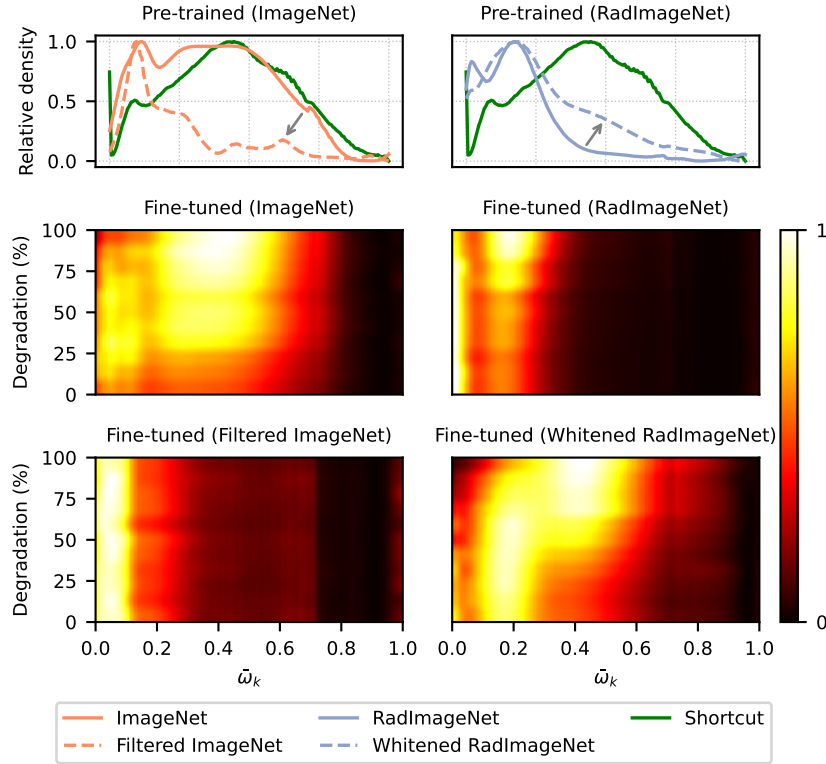 Pre-trained (ImageNet)
Pre-trained (RadImageNet)
Relative density
1.0
0.5
0.0
Fine-tuned (ImageNet)
Fine-tuned (RadImageNet)
Degradation (%)
100
75
50
25
0
1
0
Fine-tuned (Filtered ImageNet)
Fine-tuned (Whitened RadImageNet)
Degradation (%)
100
75
50
25
0
0.0 0.2 0.4 0.6 0.8 1.0
0.0 0.2 0.4 0.6 0.8 1.0
ω̄ₖ
ω̄ₖ
ImageNet
RadImageNet
Shortcut
Filtered ImageNet
Whitened RadImageNet